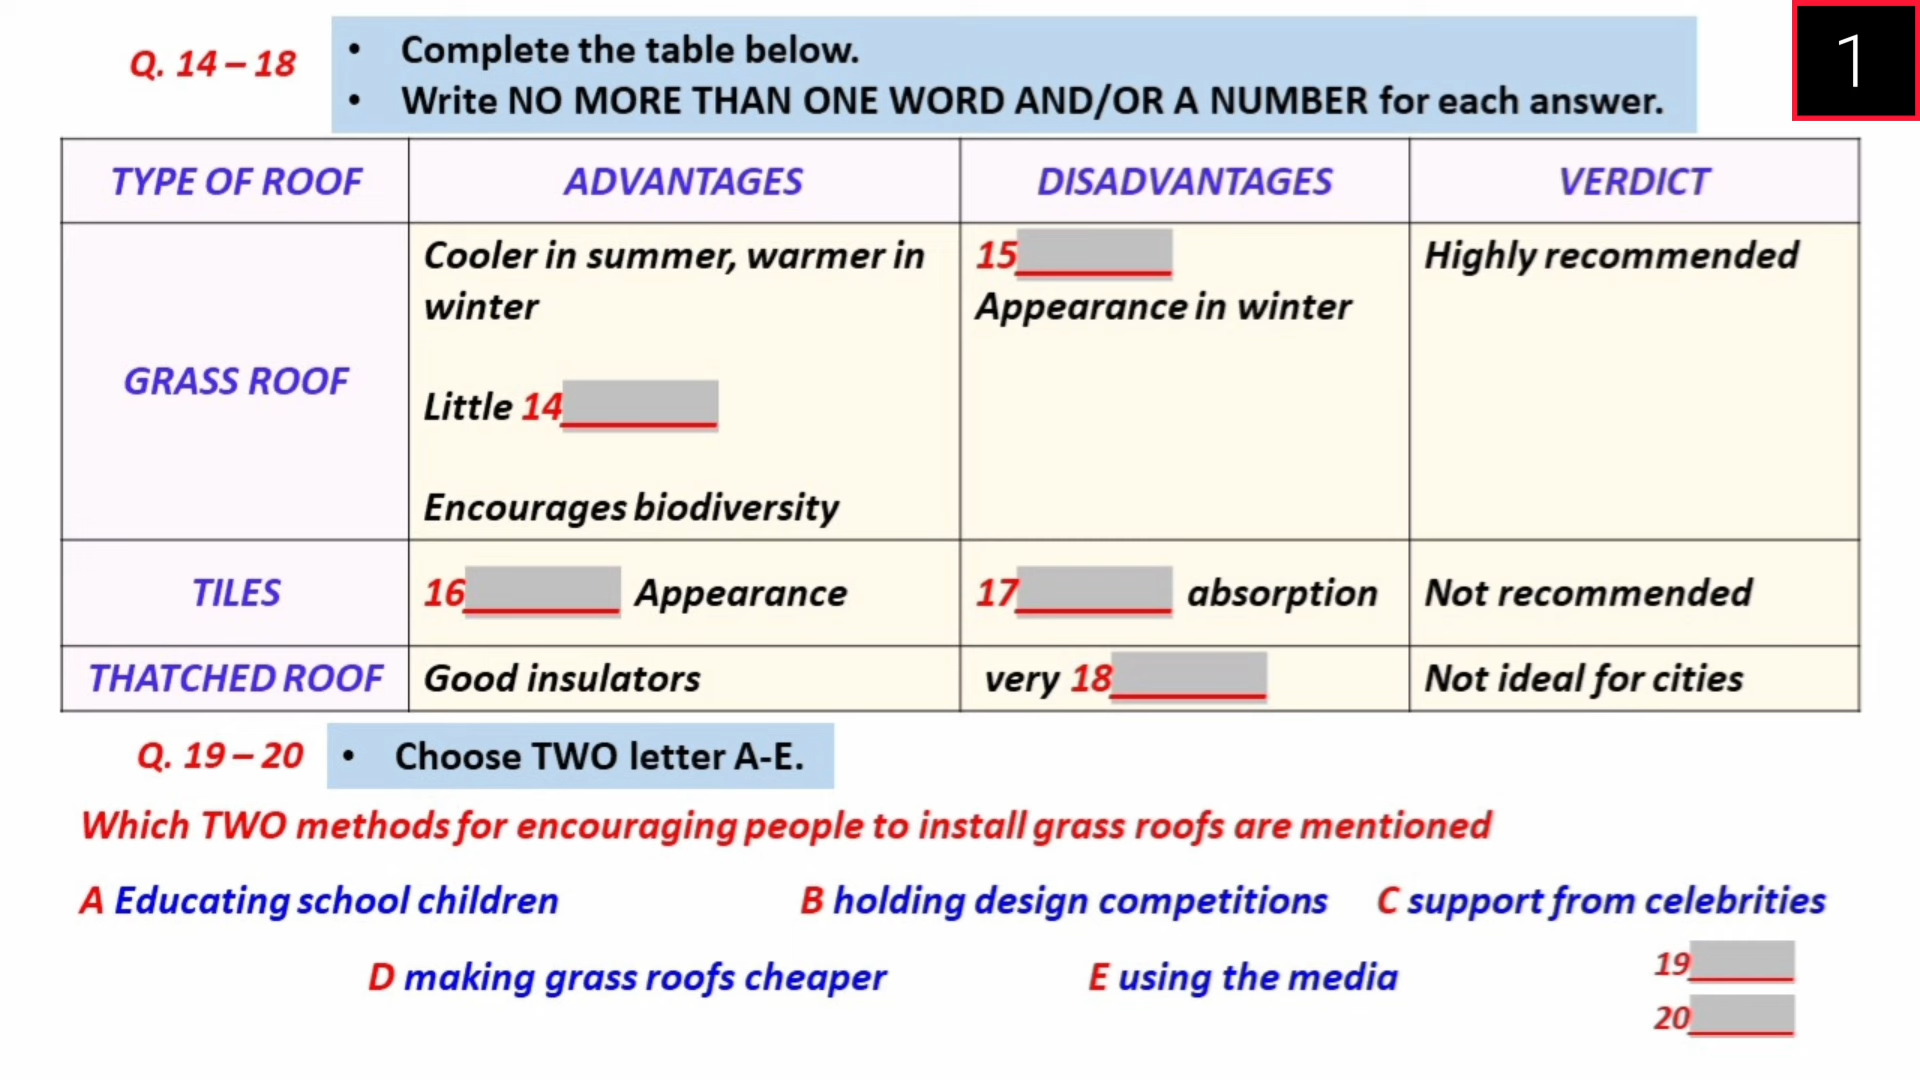 Q. 14 – 18
• Complete the table below.
• Write NO MORE THAN ONE WORD AND/OR A NUMBER for each answer.
1
TYPE OF ROOF ADVANTAGES DISADVANTAGES VERDICT
GRASS ROOF
Cooler in summer, warmer in
winter
Little 14
Encourages biodiversity
15
Appearance in winter
Highly recommended
TILES 16 Appearance 17 absorption Not recommended
THATCHED ROOF Good insulators very 18 Not ideal for cities
Q. 19 – 20 • Choose TWO letter A-E.
Which TWO methods for encouraging people to install grass roofs are mentioned
A Educating school children B holding design competitions C support from celebrities
D making grass roofs cheaper E using the media
19
20